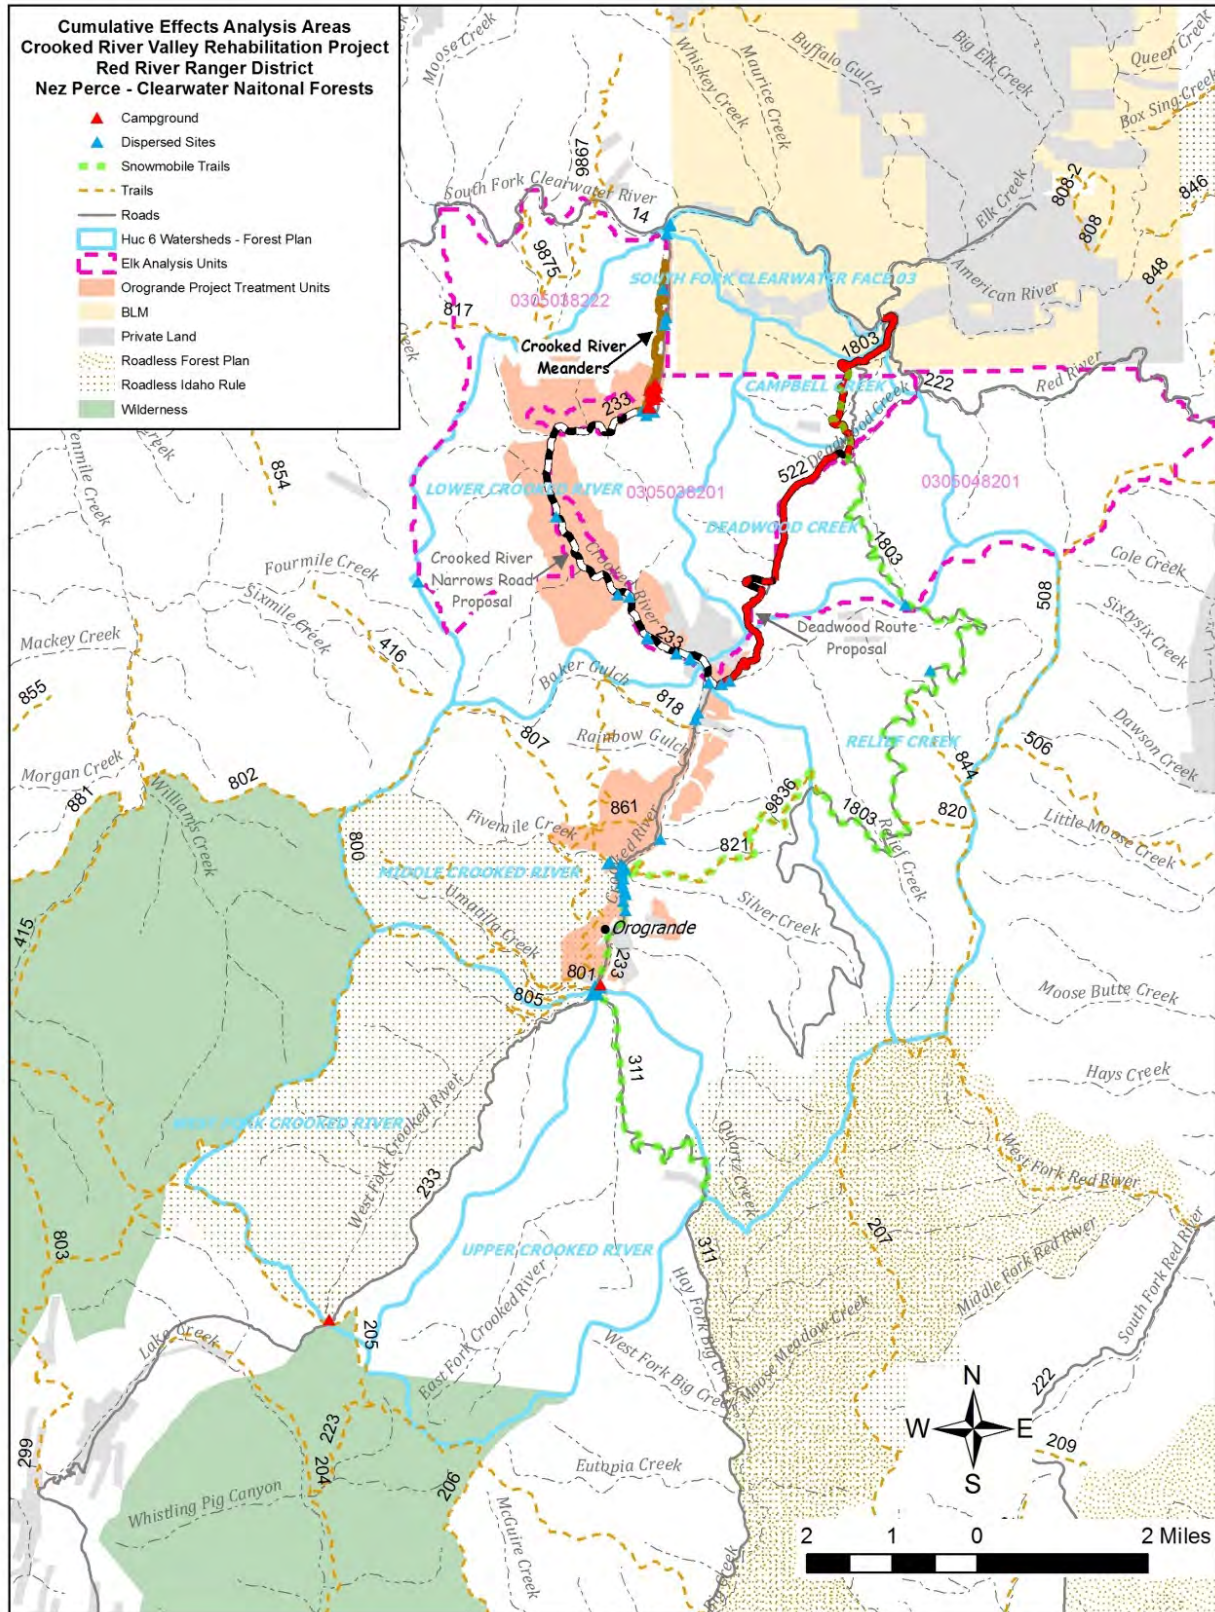 Cumulative Effects Analysis Areas
Crooked River Valley Rehabilitation Project
Red River Ranger District
Nez Perce - Clearwater Naitonal Forests
Campground
Dispersed Sites
Snowmobile Trails
Trails
Roads
Huc 6 Watersheds - Forest Plan
Elk Analysis Units
Orogrande Project Treatment Units
BLM
Private Land
Roadless Forest Plan
Roadless Idaho Rule
Wilderness
Moose Creek
Whiskey Creek
Maurice Creek
Buffalo Gulch
Big Elk Creek
Queen Creek
Box Sing Creek
9867
South Fork Clearwater River
14
Elk Creek
808-2
808
846
848
9875
SOUTH FORK CLEARWATER FACE 03
American River
0305038222
817
Creek
Crooked River
Meanders
1803
CAMPBELL CREEK
222
Red River
233
Deadwood Creek
854
522
LOWER CROOKED RIVER
0305038201
0305048201
DEADWOOD CREEK
1803
Crooked River
Narrows Road
Proposal
Crooked River
Cole Creek
508
Fourmile Creek
Sixmile Creek
Mackey Creek
416
233
Deadwood Route
Proposal
Sixtysix Creek
Baker Gulch
855
818
807
Rainbow Gulch
RELIEF CREEK
844
506
Dawson Creek
Morgan Creek
802
881
Williams Creek
9836
861
1803
820
Fivemile Creek
Crooked River
821
Relief Creek
Little Moose Creek
800
MIDDLE CROOKED RIVER
Umatilla Creek
415
Silver Creek
Orogrande
801
233
805
Moose Butte Creek
311
Hays Creek
WEST FORK CROOKED RIVER
West Fork Crooked River
233
Quartz Creek
West Fork Red River
803
UPPER CROOKED RIVER
311
207
Middle Fork Red River
South Fork Red River
Lake Creek
205
East Fork Crooked River
Hay Fork Big Creek
West Fork Big Creek
Moose Meadow Creek
222
N
W
E
S
299
223
204
206
Eutopia Creek
209
Whistling Pig Canyon
McGuire Creek
Big Creek
2 1 0 2 Miles